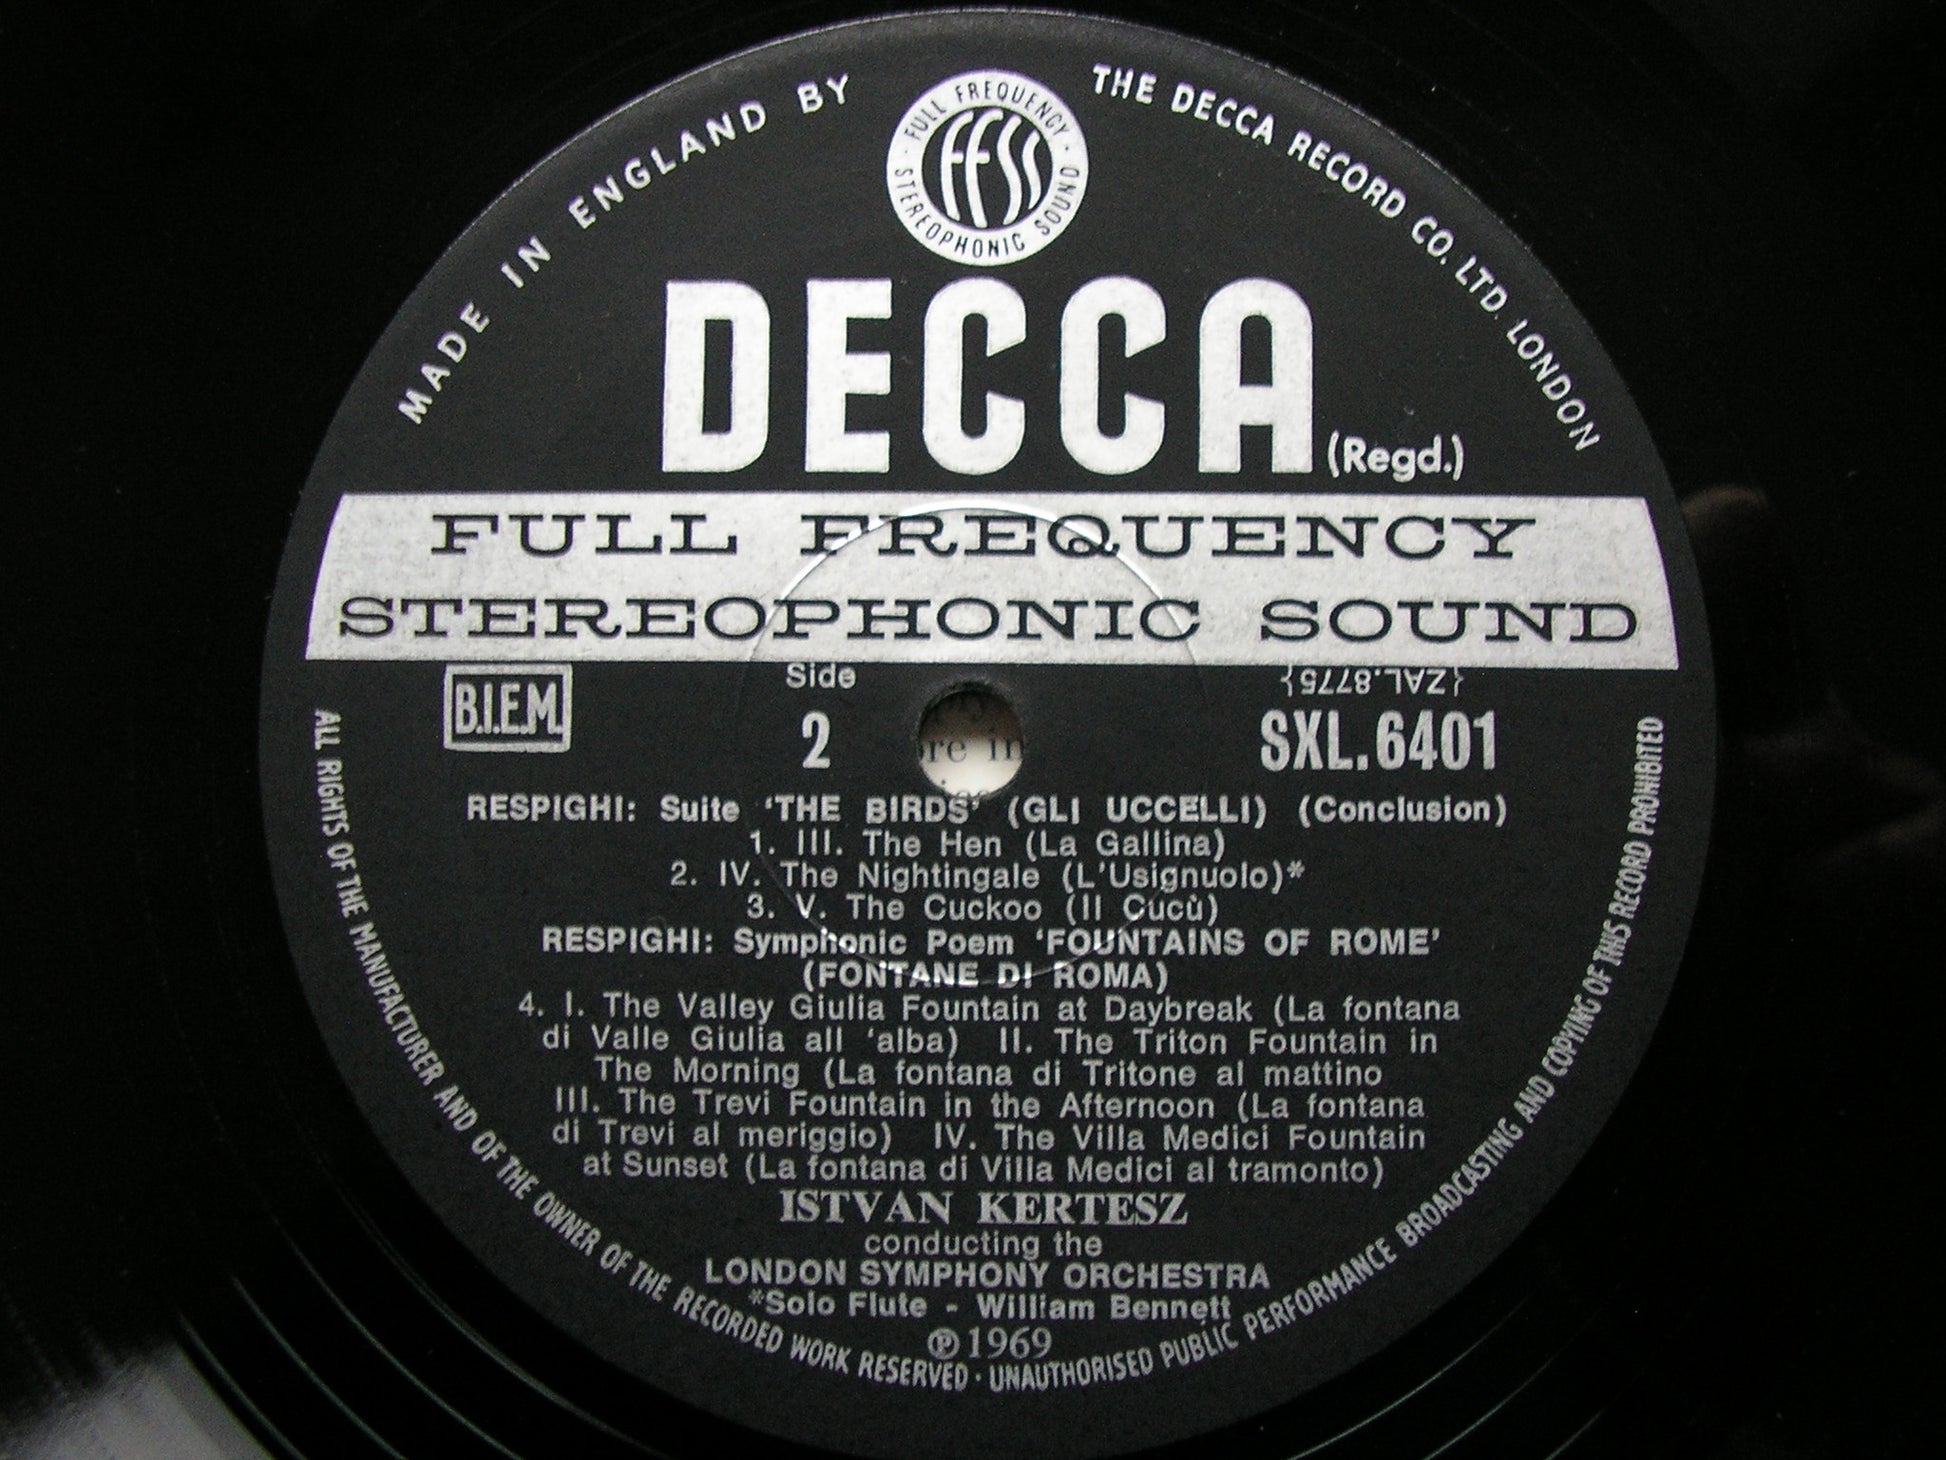 MADE IN ENGLAND BY
THE DECCA RECORD CO. LTD. LONDON
FULL FREQUENCY
FFSS
STEREOPHONIC SOUND
DECCA (Regd.)
FULL FREQUENCY
STEREOPHONIC SOUND
B.I.E.M.
Side
2
{ZAL.8775}
SXL.6401
re in
RESPIGHI: Suite ‘THE BIRDS’ (GLI UCCELLI) (Conclusion)
1. III. The Hen (La Gallina)
2. IV. The Nightingale (L'Usignuolo)*
3. V. The Cuckoo (Il Cucù)
RESPIGHI: Symphonic Poem ‘FOUNTAINS OF ROME’
(FONTANE DI ROMA)
4. I. The Valley Giulia Fountain at Daybreak (La fontana
di Valle Giulia all ‘alba) II. The Triton Fountain in
The Morning (La fontana di Tritone al mattino
III. The Trevi Fountain in the Afternoon (La fontana
di Trevi al meriggio) IV. The Villa Medici Fountain
at Sunset (La fontana di Villa Medici al tramonto)
ISTVAN KERTESZ
conducting the
LONDON SYMPHONY ORCHESTRA
*Solo Flute - William Bennett
℗ 1969
ALL RIGHTS OF THE MANUFACTURER AND OF THE OWNER OF THE RECORDED WORK RESERVED · UNAUTHORISED PUBLIC PERFORMANCE BROADCASTING AND COPYING OF THIS RECORD PROHIBITED